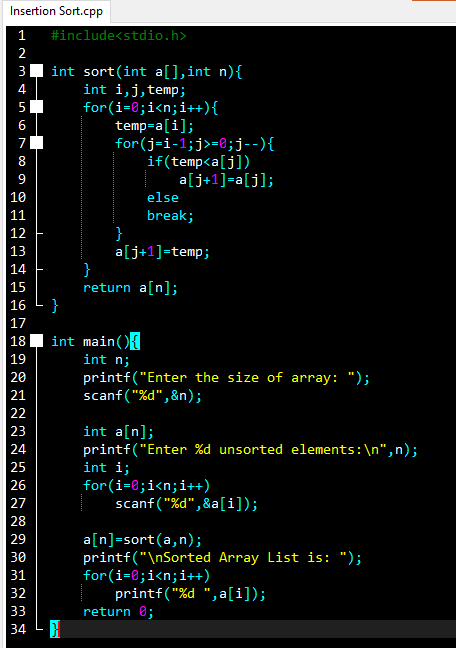 Insertion Sort.cpp
1 #include<stdio.h>
2
3 int sort(int a[],int n){
4     int i,j,temp;
5     for(i=0;i<n;i++){
6         temp=a[i];
7         for(j=i-1;j>=0;j--){
8             if(temp<a[j])
9                 a[j+1]=a[j];
10             else
11             break;
12         }
13         a[j+1]=temp;
14     }
15     return a[n];
16 }
17
18 int main(){
19     int n;
20     printf("Enter the size of array: ");
21     scanf("%d",&n);
22
23     int a[n];
24     printf("Enter %d unsorted elements:\n",n);
25     int i;
26     for(i=0;i<n;i++)
27         scanf("%d",&a[i]);
28
29     a[n]=sort(a,n);
30     printf("\nSorted Array List is: ");
31     for(i=0;i<n;i++)
32         printf("%d ",a[i]);
33     return 0;
34 }